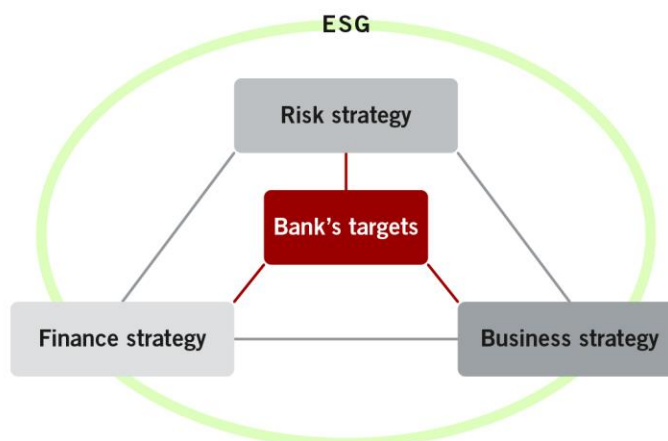 ESG
Risk strategy
Bank's targets
Finance strategy
Business strategy